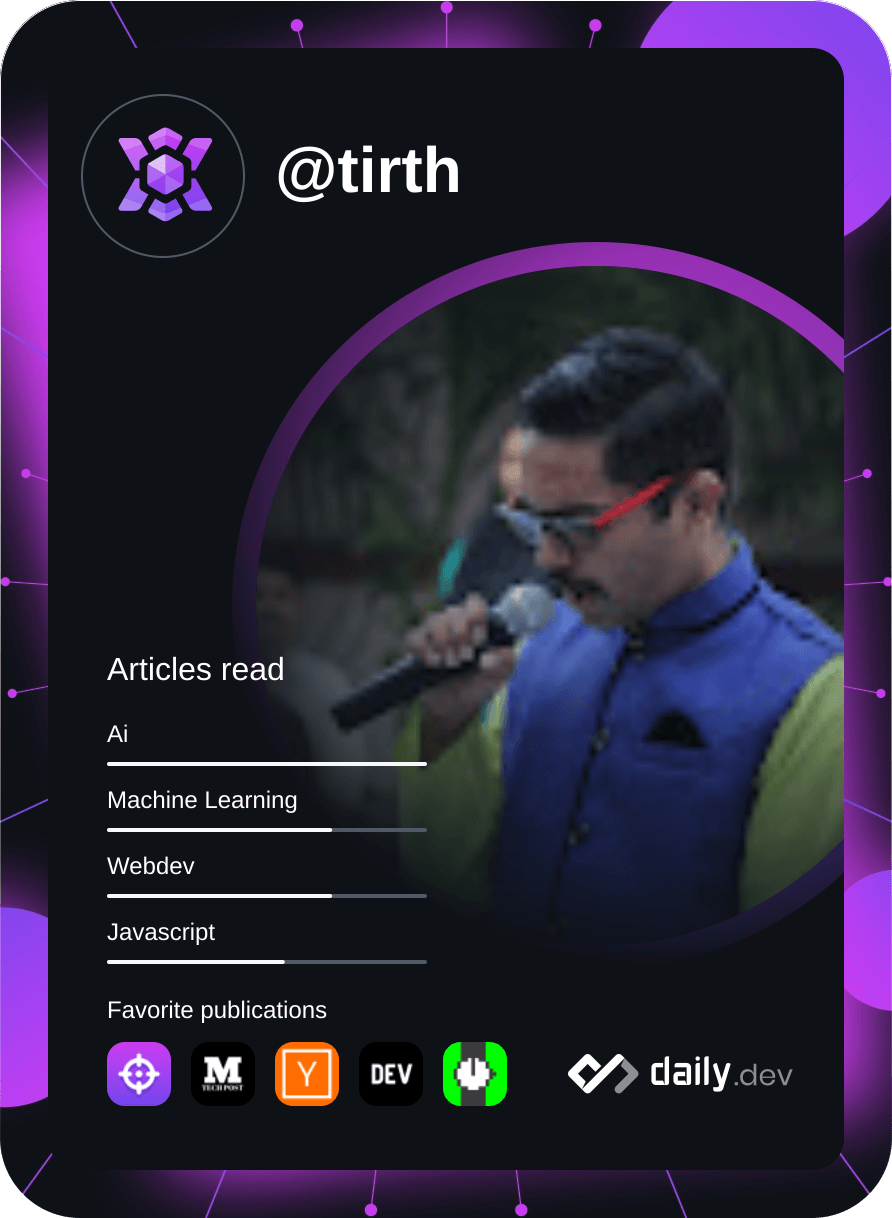 @tirth
Articles read
Ai
Machine Learning
Webdev
Javascript
Favorite publications
M
TECH POST
Y
DEV
daily.dev